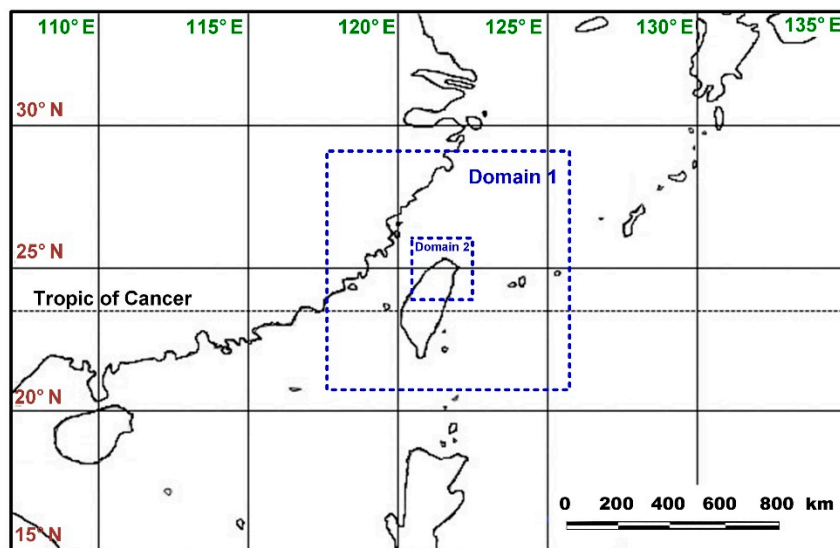 110° E 115° E 120° E 125° E 130° E 135° E
30° N
Domain 1
Domain 2
25° N
Tropic of Cancer
20° N
0 200 400 600 800 km
15° N